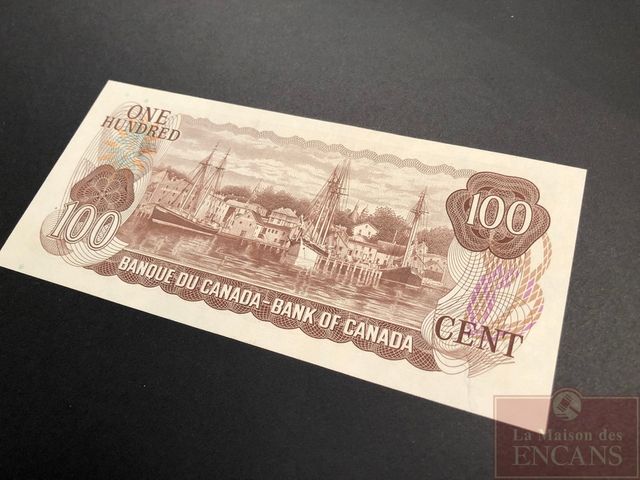 ONE
HUNDRED
100
100
BANQUE DU CANADA - BANK OF CANADA
CENT
La Maison des
ENCANS